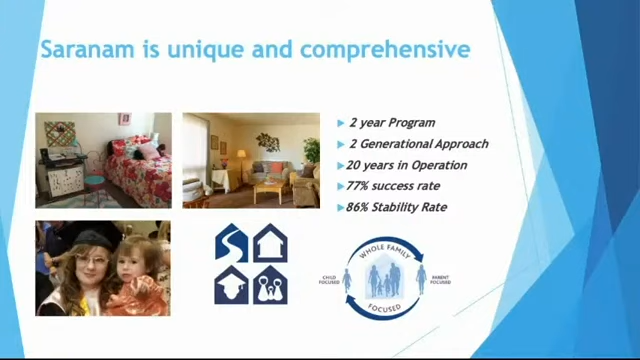 Saranam is unique and comprehensive
2 year Program
2 Generational Approach
20 years in Operation
77% success rate
86% Stability Rate
WHOLE FAMILY
CHILD
FOCUSED
PARENT
FOCUSED
FOCUSED